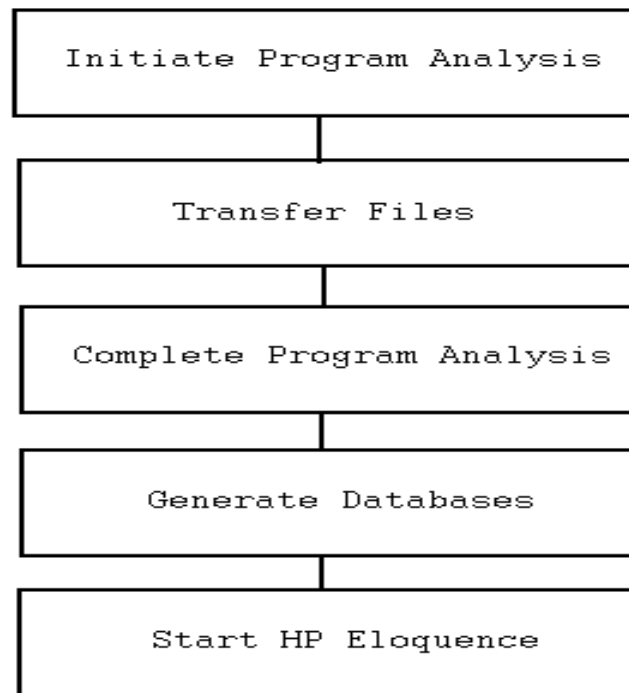 Initiate Program Analysis
Transfer Files
Complete Program Analysis
Generate Databases
Start HP Eloquence